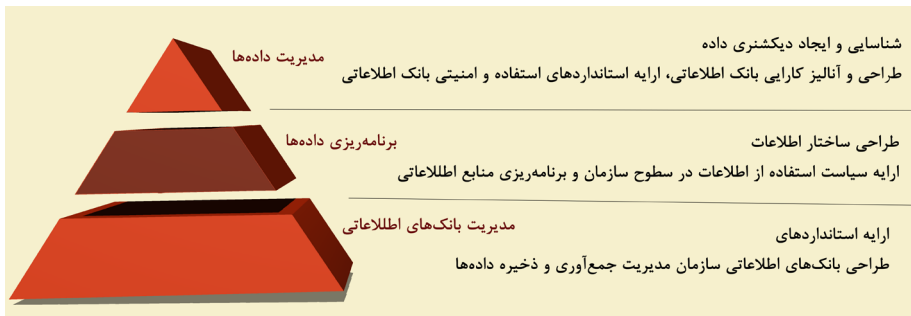 شناسایی و ایجاد دیکشنری داده
مدیریت داده‌ها
طراحی و آنالیز کارایی بانک اطلاعاتی، ارایه استانداردهای استفاده و امنیتی بانک اطلاعاتی
طراحی ساختار اطلاعات
برنامه‌ریزی داده‌ها
ارایه سیاست استفاده از اطلاعات در سطوح سازمان و برنامه‌ریزی منابع اطللاعاتی
مدیریت بانک‌های اطللاعاتی
ارایه استانداردهای
طراحی بانک‌های اطلاعاتی سازمان مدیریت جمع‌آوری و ذخیره داده‌ها